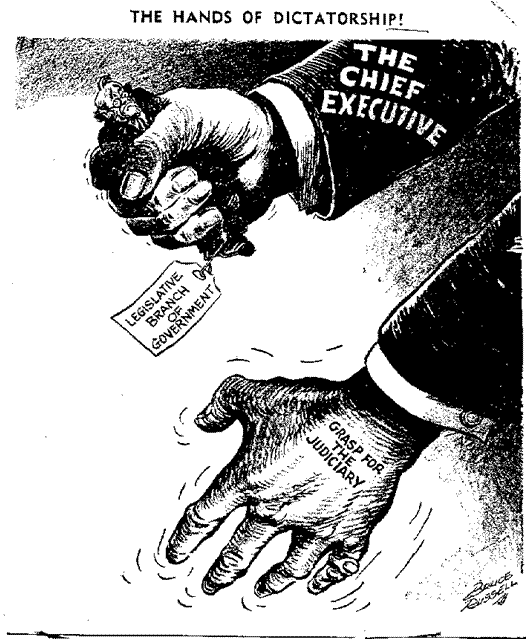 THE HANDS OF DICTATORSHIP!
THE
CHIEF
EXECUTIVE
LEGISLATIVE
BRANCH
OF
GOVERNMENT
GRASP FOR
THE
JUDICIARY
BRUCE
RUSSELL